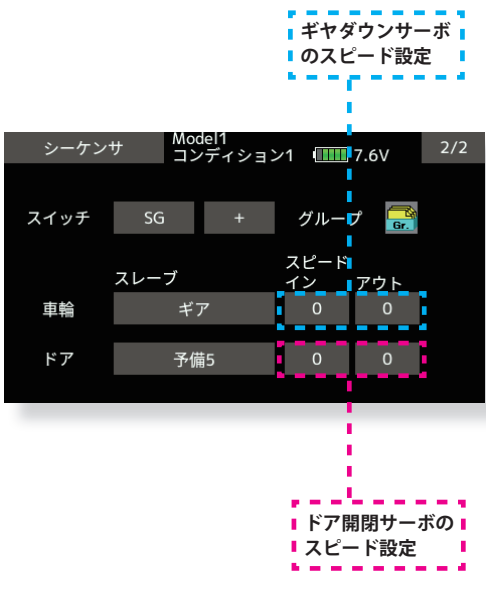 ギヤダウンサーボ
のスピード設定
シーケンサ
Model1
コンディション1
7.6V
2/2
スイッチ
SG
+
グループ
Gr.
スレーブ
スピード
イン
アウト
車輪
ギア
0
0
ドア
予備5
0
0
ドア開閉サーボの
スピード設定